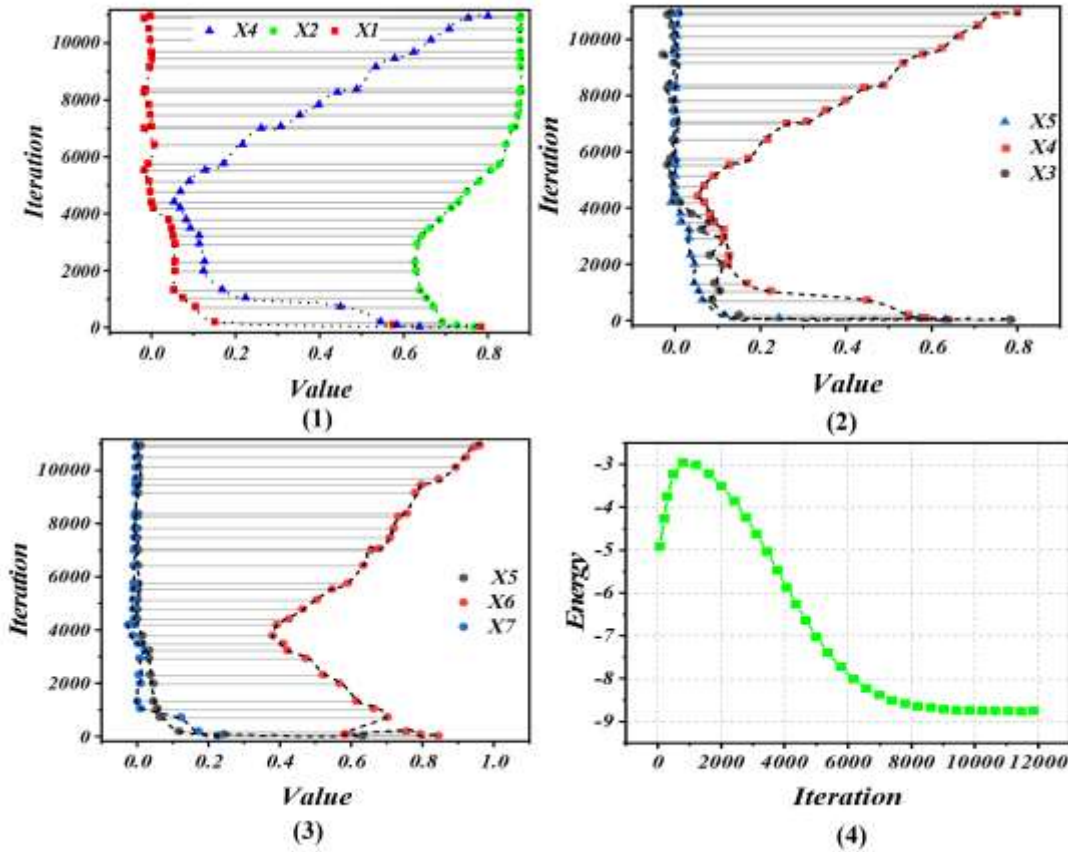 X4 X2 X1
10000
8000
6000
4000
2000
0
Iteration
0.0 0.2 0.4 0.6 0.8
Value
(1)
10000
8000
6000
4000
2000
0
Iteration
X5
X4
X3
0.0 0.2 0.4 0.6 0.8
Value
(2)
10000
8000
6000
4000
2000
0
Iteration
X5
X6
X7
0.0 0.2 0.4 0.6 0.8 1.0
Value
(3)
-3
-4
-5
-6
-7
-8
-9
Energy
0 2000 4000 6000 8000 10000 12000
Iteration
(4)